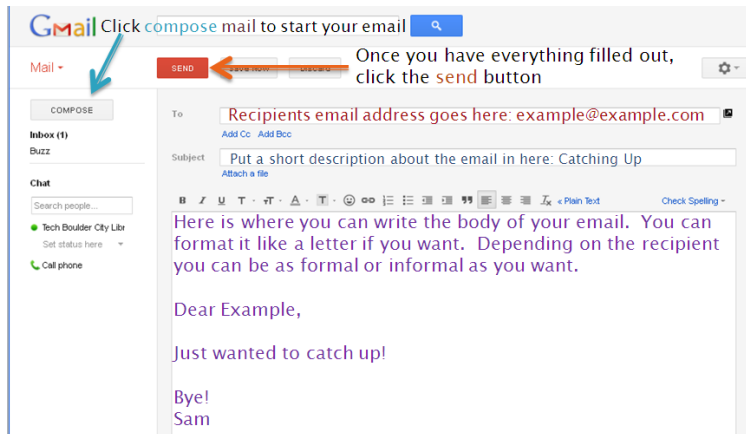 Gmail Click compose mail to start your email
Mail
SEND SAVE NOW DISCARD
Once you have everything filled out,
click the send button
COMPOSE
Inbox (1)
Buzz
Chat
Search people...
Tech Boulder City Libr
Set status here
Call phone
To Recipients email address goes here: example@example.com
Add Cc Add Bcc
Subject Put a short description about the email in here: Catching Up
Attach a file
B I U T - тT - A - T - « Plain Text Check Spelling
Here is where you can write the body of your email. You can
format it like a letter if you want. Depending on the recipient
you can be as formal or informal as you want.
Dear Example,
Just wanted to catch up!
Bye!
Sam